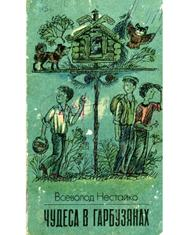 Всеволод Нестайко
ЧУДЕСА В ГАРБУЗЯНАХ